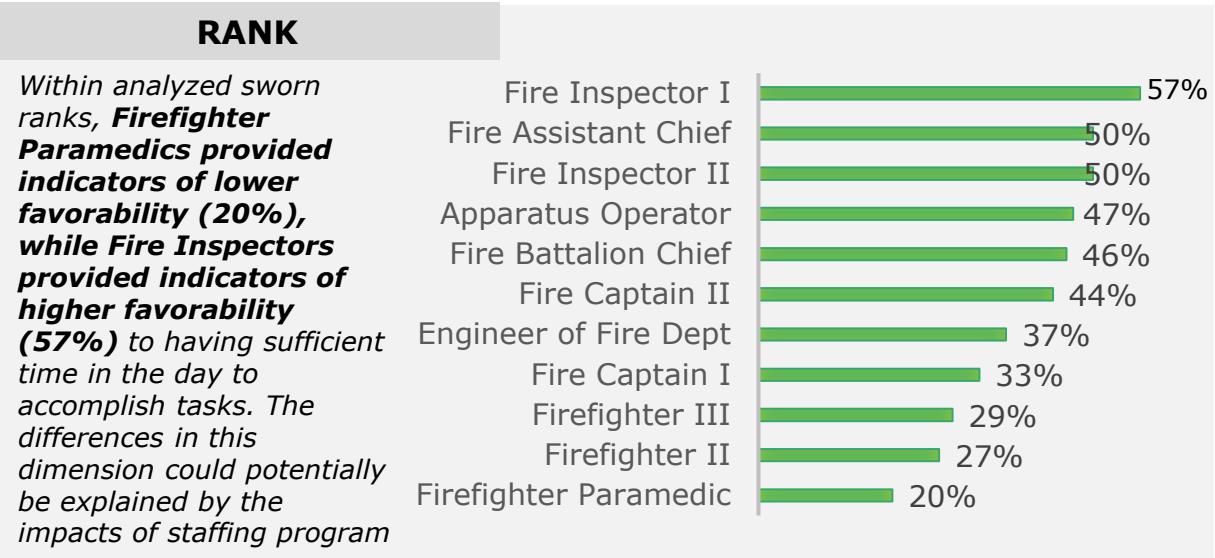 RANK
Within analyzed sworn
ranks, Firefighter
Paramedics provided
indicators of lower
favorability (20%),
while Fire Inspectors
provided indicators of
higher favorability
(57%) to having sufficient
time in the day to
accomplish tasks. The
differences in this
dimension could potentially
be explained by the
impacts of staffing program
Fire Inspector I 57%
Fire Assistant Chief 50%
Fire Inspector II 50%
Apparatus Operator 47%
Fire Battalion Chief 46%
Fire Captain II 44%
Engineer of Fire Dept 37%
Fire Captain I 33%
Firefighter III 29%
Firefighter II 27%
Firefighter Paramedic 20%